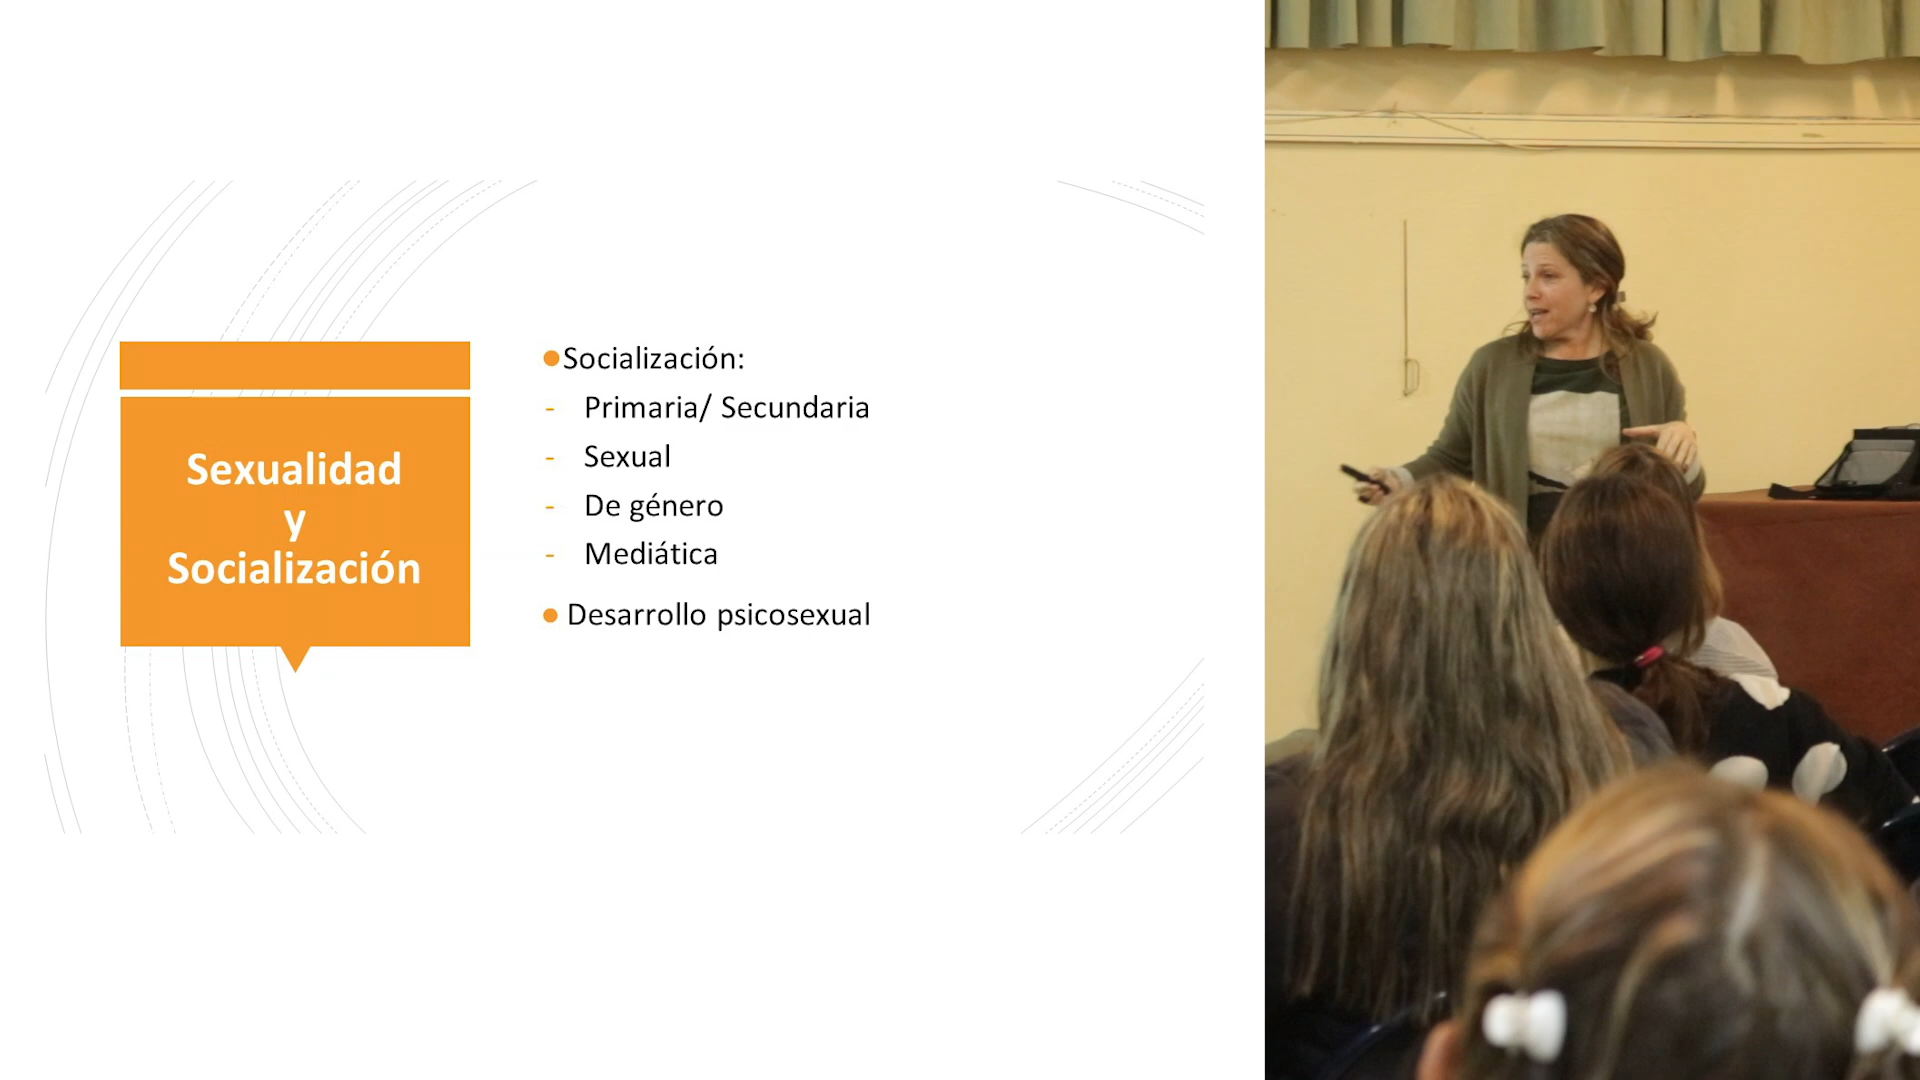 Sexualidad
y
Socialización
●Socialización:
- Primaria/ Secundaria
- Sexual
- De género
- Mediática
● Desarrollo psicosexual